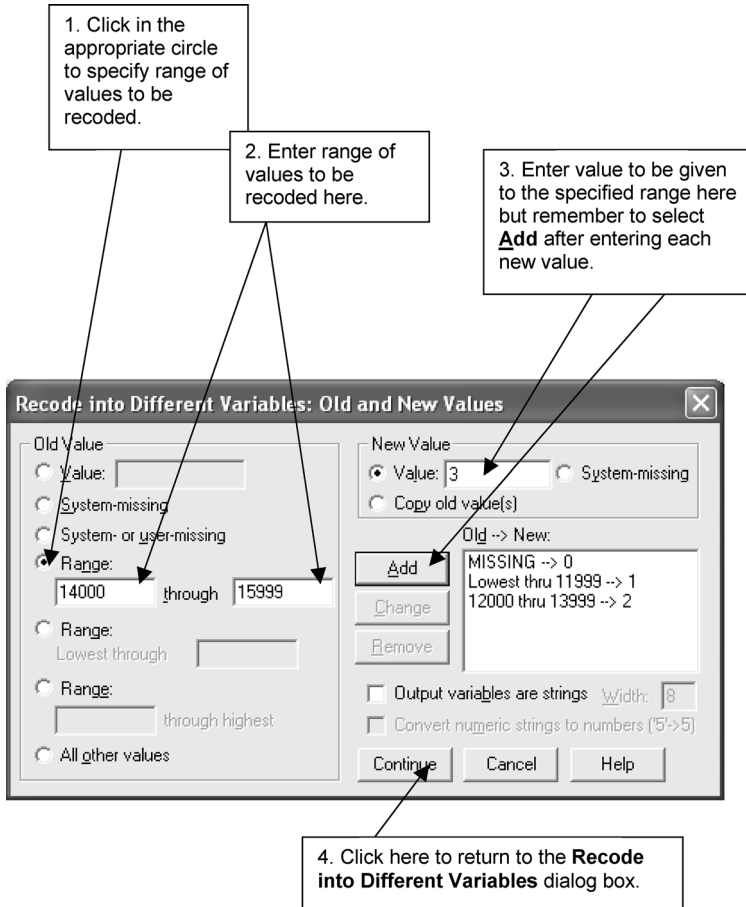 1. Click in the
appropriate circle
to specify range of
values to be
recoded.
2. Enter range of
values to be
recoded here.
3. Enter value to be given
to the specified range here
but remember to select
Add after entering each
new value.
Recode into Different Variables: Old and New Values
Old Value
Value:
System-missing
System- or user-missing
Range:
14000 through 15999
Range:
Lowest through
Range:
through highest
All other values
New Value
Value: 3 System-missing
Copy old value(s)
Old --> New:
Add
Change
Remove
MISSING --> 0
Lowest thru 11999 --> 1
12000 thru 13999 --> 2
Output variables are strings Width: 8
Convert numeric strings to numbers ('5'->5)
Continue Cancel Help
4. Click here to return to the Recode
into Different Variables dialog box.